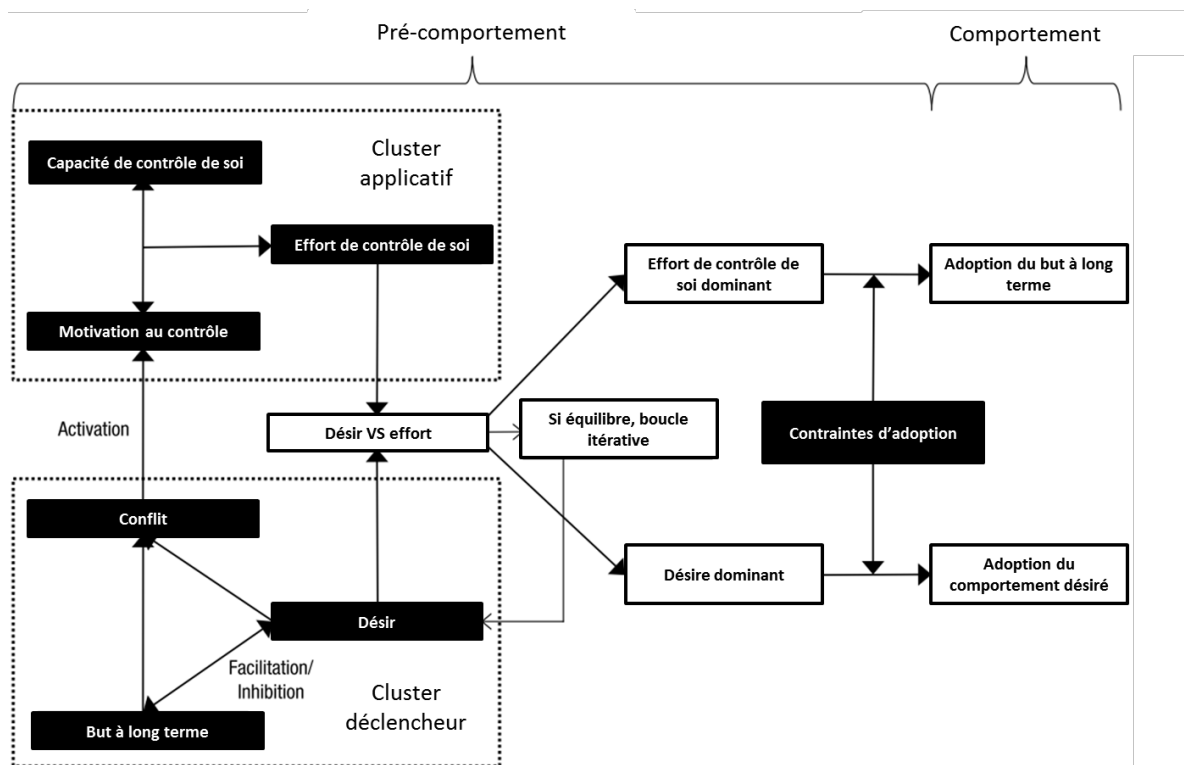 Pré-comportement
Comportement
Cluster
applicatif
Capacité de contrôle de soi
Effort de contrôle de soi
Motivation au contrôle
Activation
Désir VS effort
Si équilibre, boucle
itérative
Effort de contrôle de
soi dominant
Adoption du but à long
terme
Contraintes d’adoption
Désire dominant
Adoption du
comportement désiré
Conflit
Désir
Facilitation/
Inhibition
But à long terme
Cluster
déclencheur